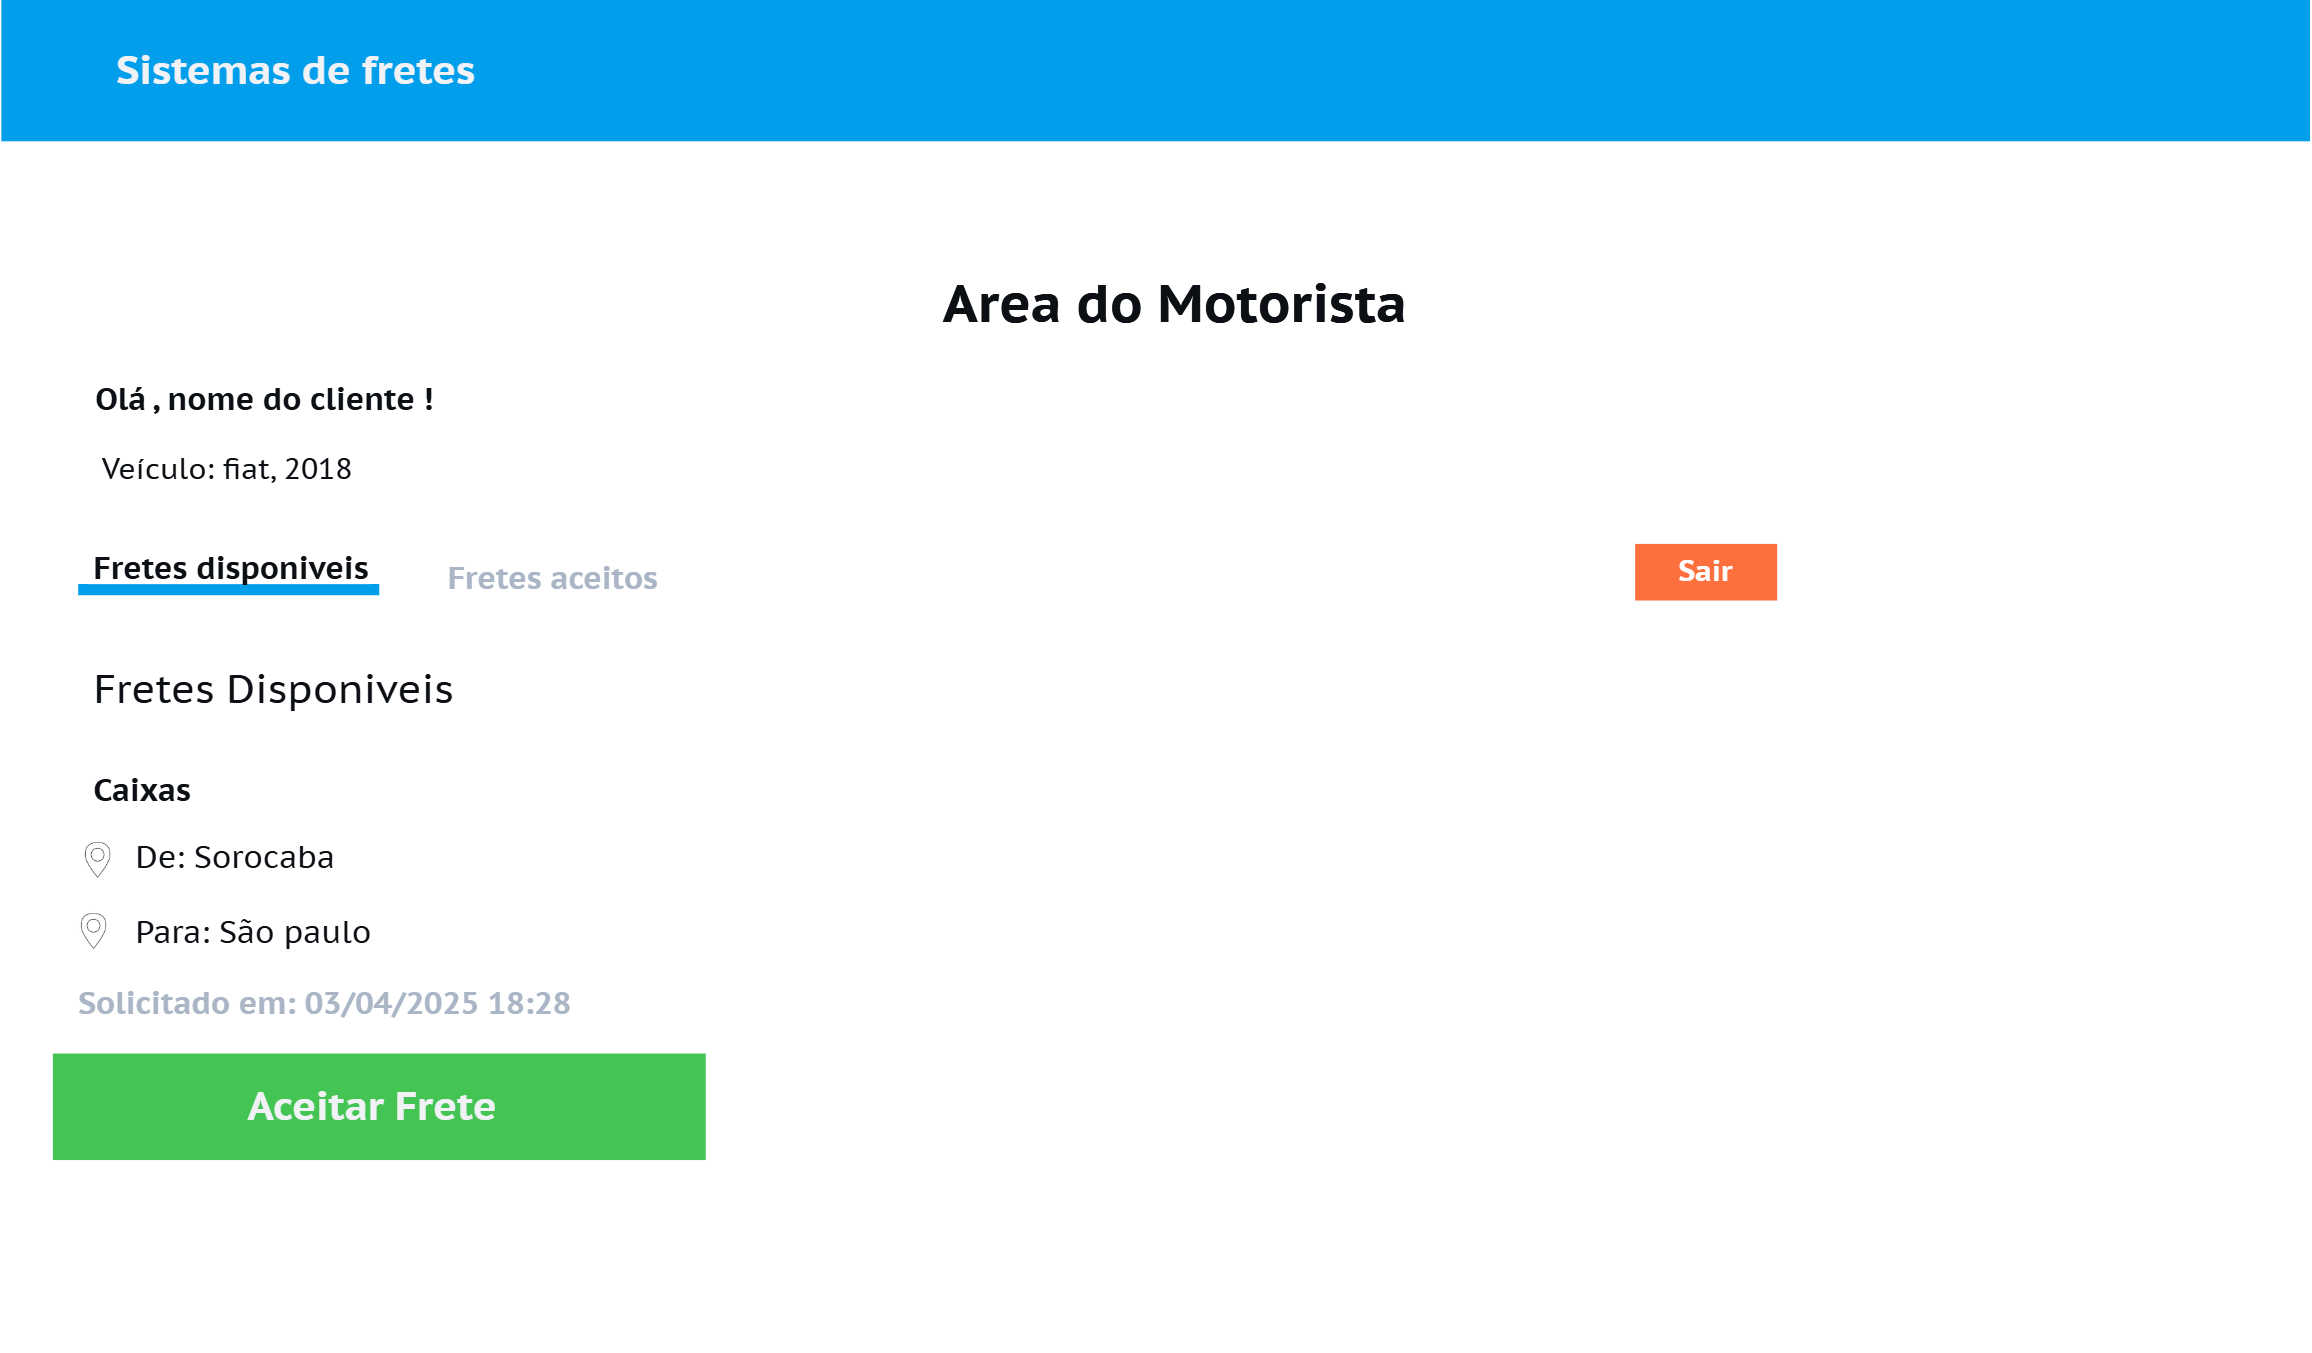 Sistemas de fretes
Area do Motorista
Olá , nome do cliente !
Veículo: fiat, 2018
Fretes disponiveis
Fretes aceitos
Sair
Fretes Disponiveis
Caixas
De: Sorocaba
Para: São paulo
Solicitado em: 03/04/2025 18:28
Aceitar Frete